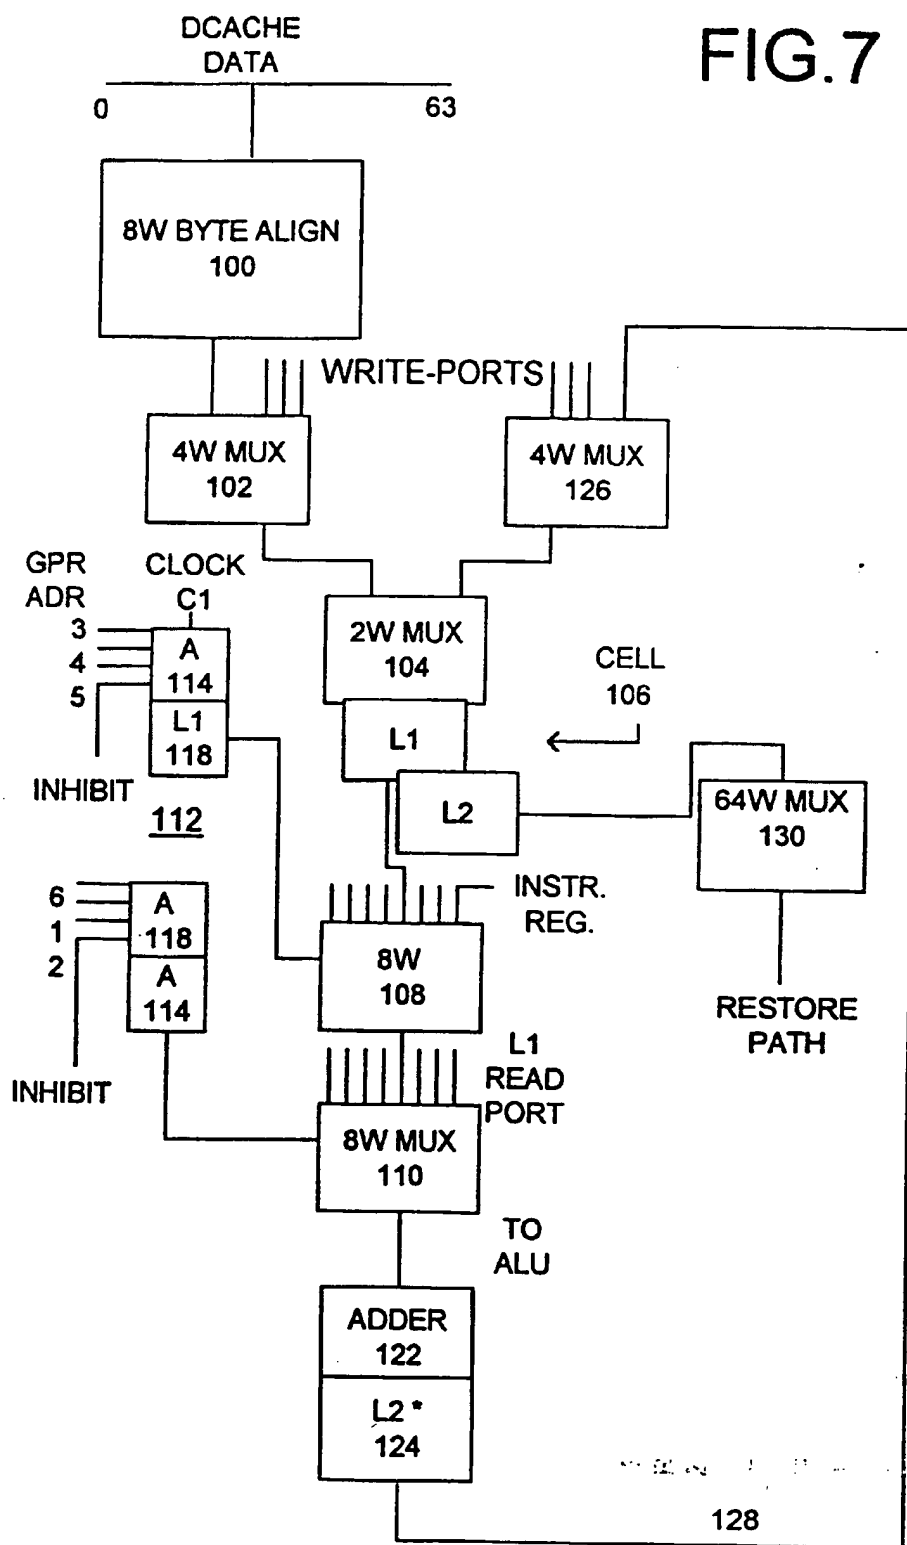 FIG.7
DCACHE
DATA
0
63
8W BYTE ALIGN
100
WRITE-PORTS
4W MUX
102
4W MUX
126
GPR
ADR
CLOCK
C1
3
4
5
A
114
L1
118
INHIBIT
112
2W MUX
104
L1
L2
CELL
106
64W MUX
130
RESTORE
PATH
6
1
2
A
118
A
114
INHIBIT
INSTR.
REG.
8W
108
L1
READ
PORT
8W MUX
110
TO
ALU
ADDER
122
L2 *
124
128